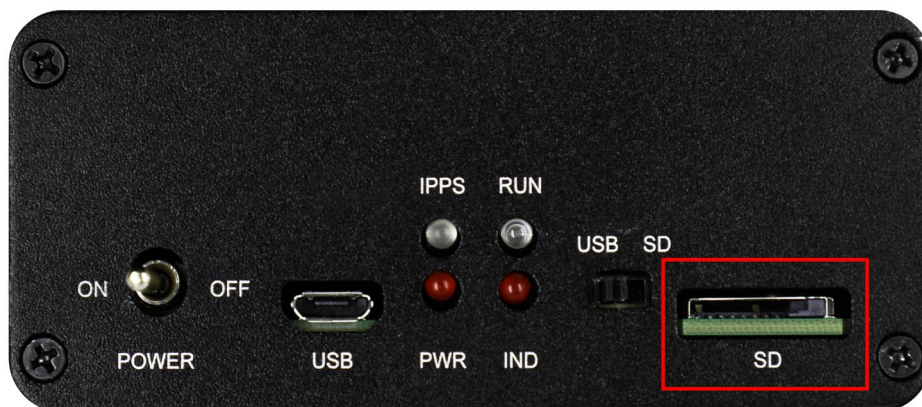 IPPS RUN
USB SD
ON OFF
POWER USB PWR IND SD